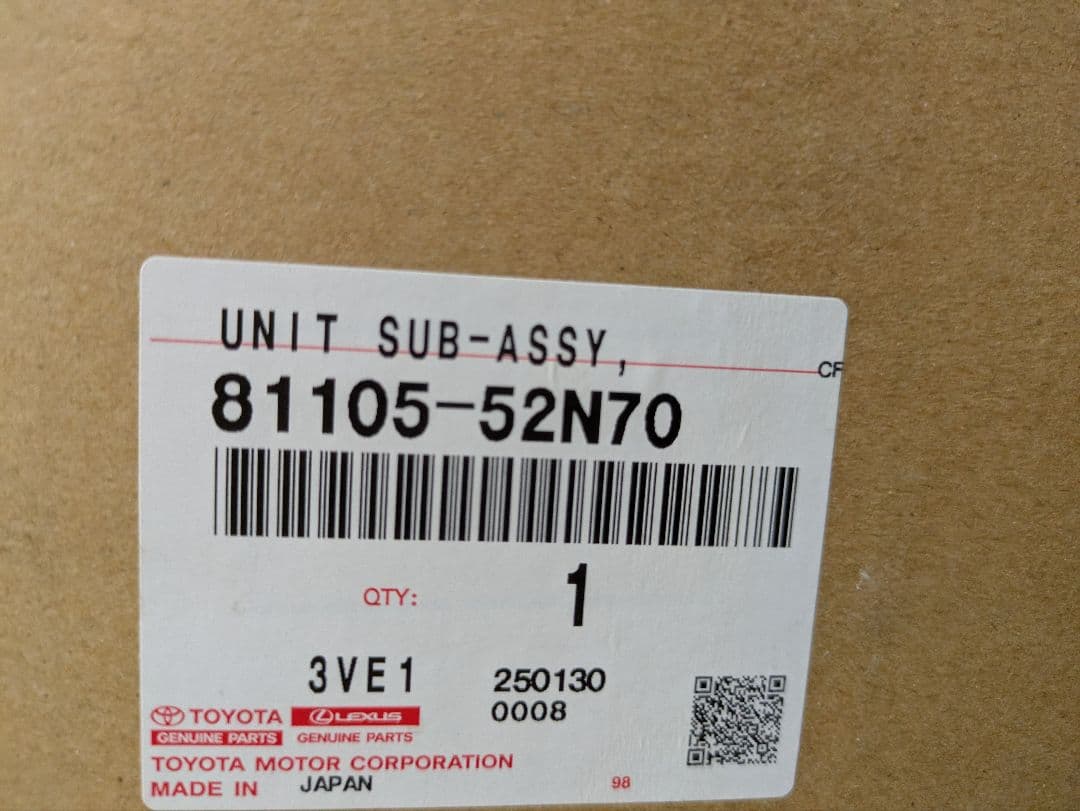 UNIT SUB-ASSY,
CF
81105-52N70
QTY: 1
3VE1 250130
0008
TOYOTA LEXUS
GENUINE PARTS GENUINE PARTS
TOYOTA MOTOR CORPORATION
MADE IN JAPAN 98